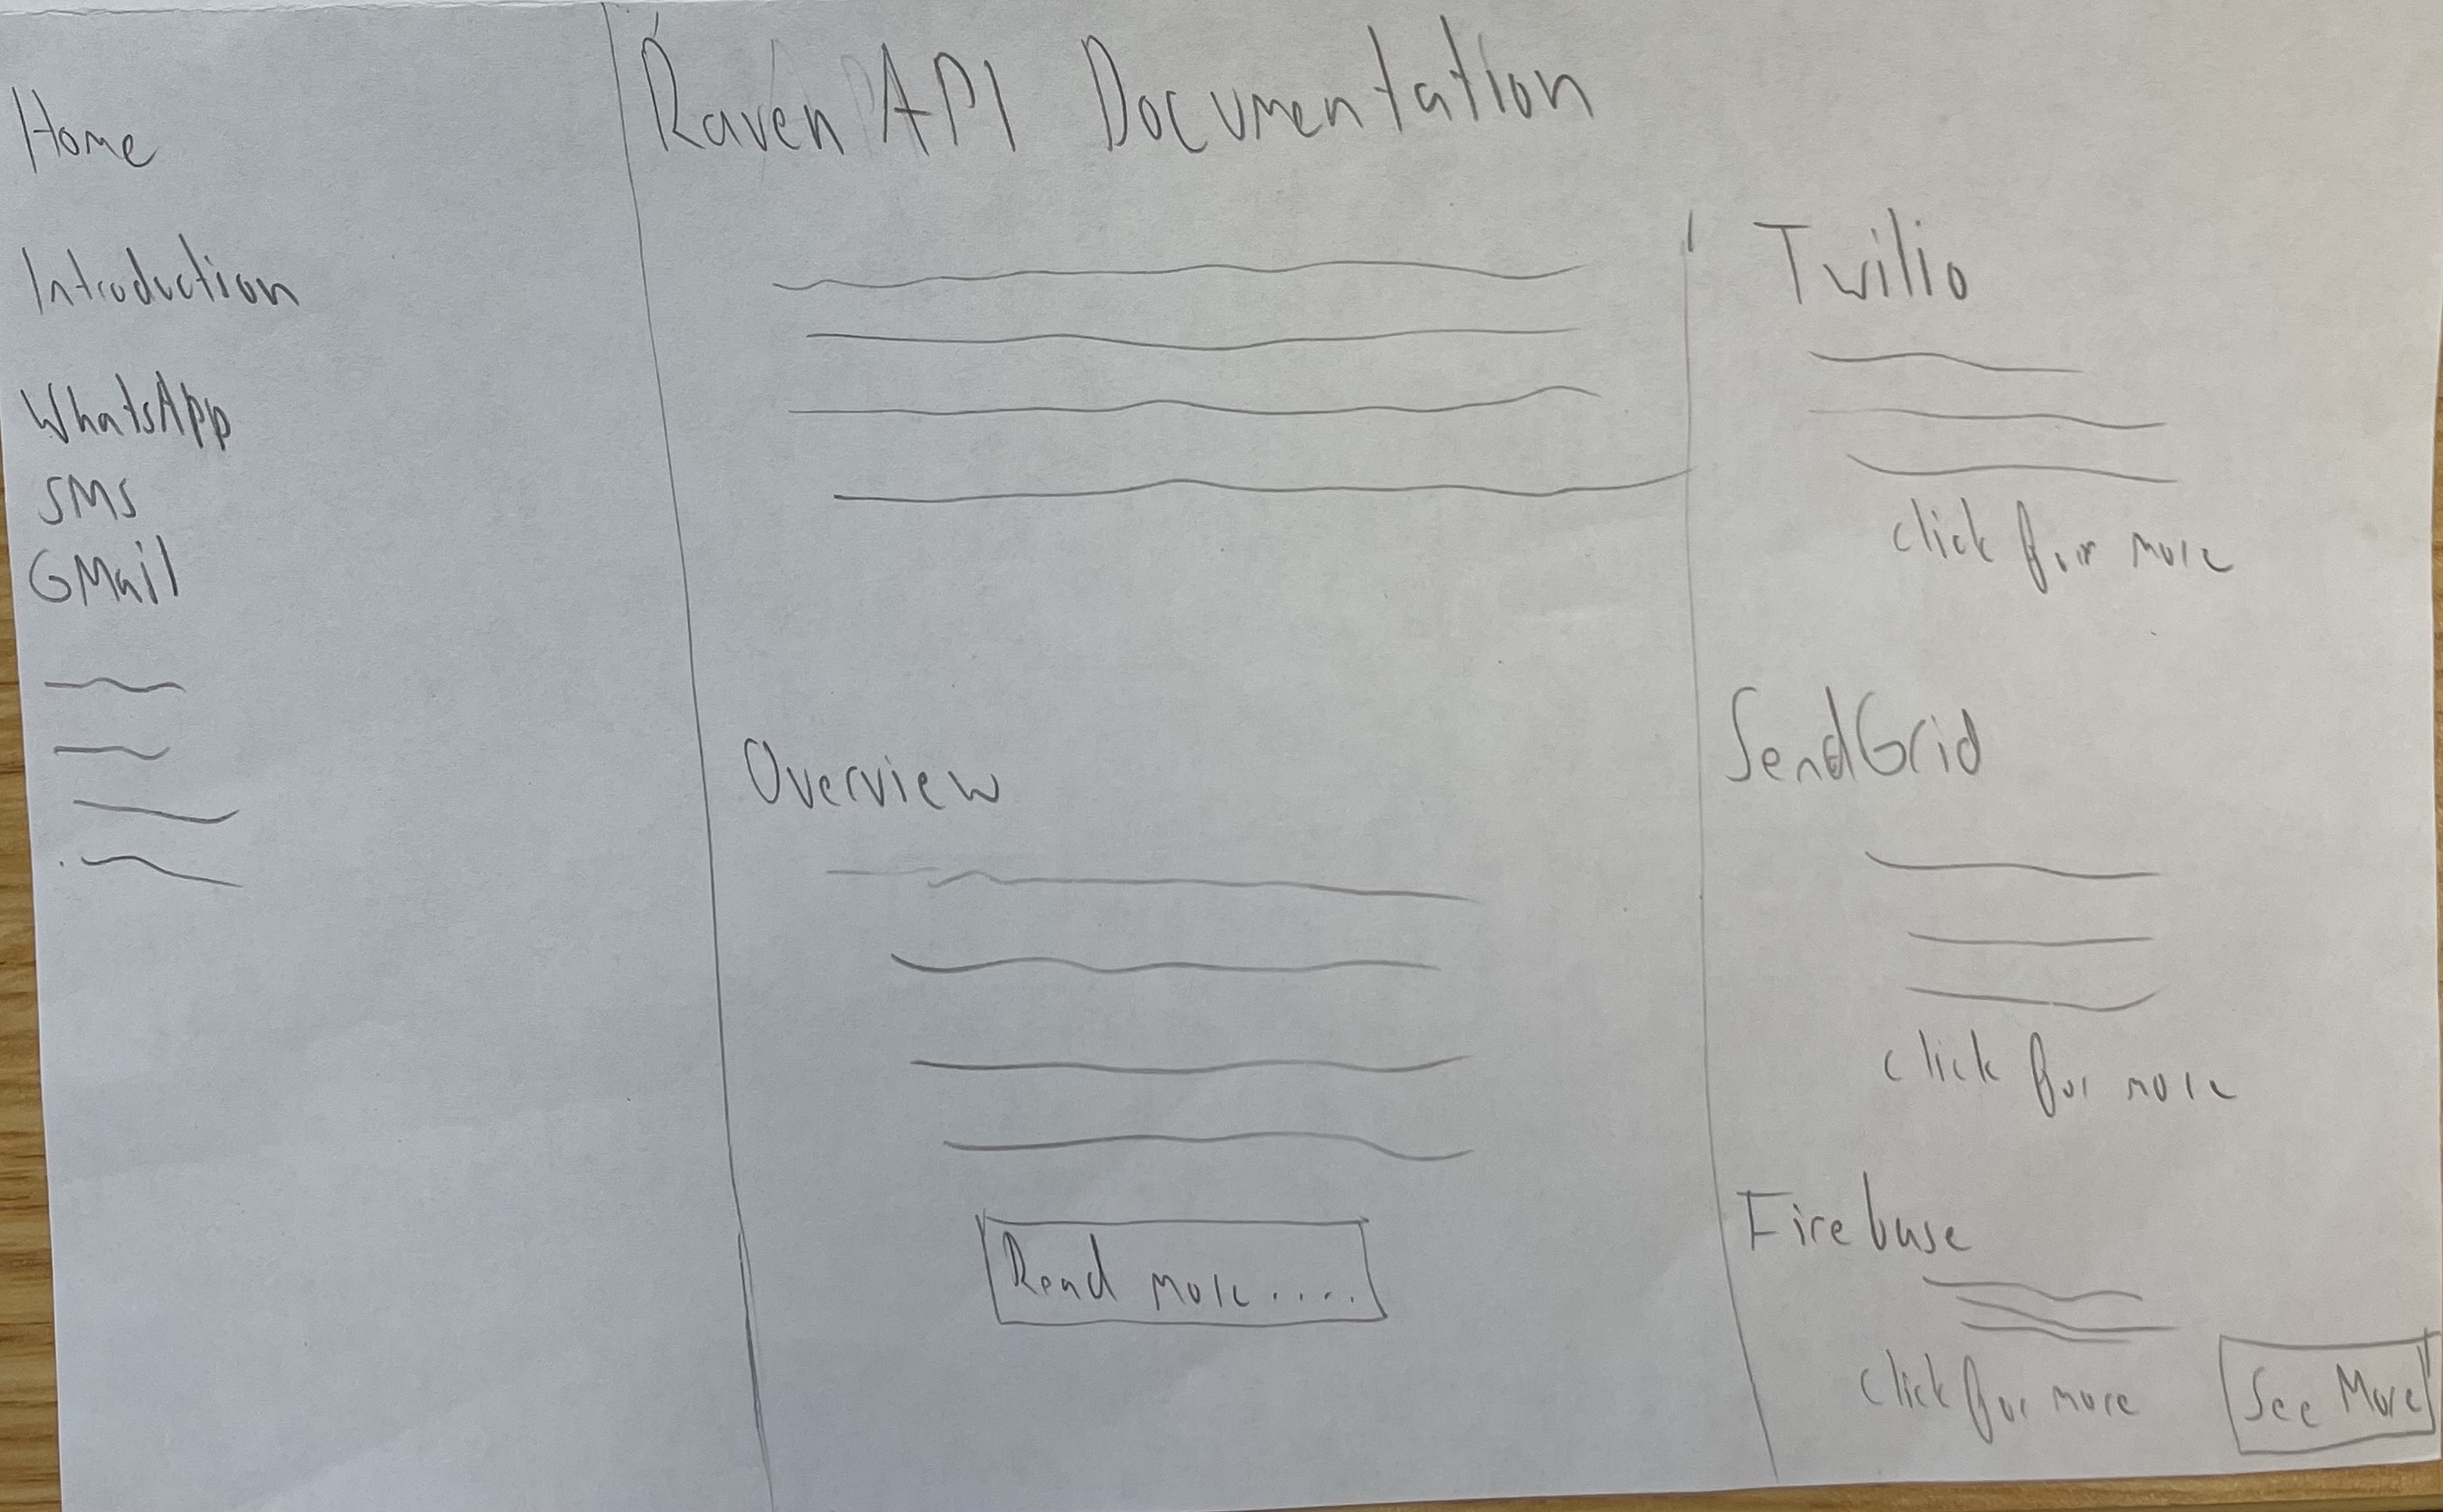 Home
Introduction
WhatsApp
SMS
GMail
Raven API Documentation
Overview
Read more.....
Twilio
click for more
SendGrid
click for more
Firebase
click for more
See More